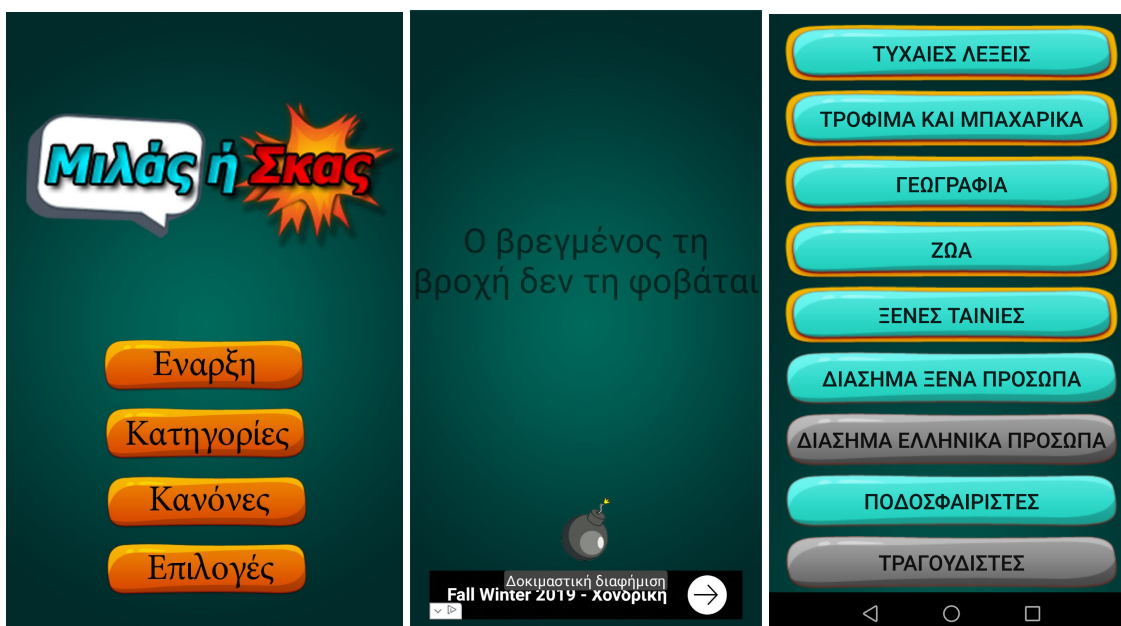 Μιλάς ή Σκας
Εναρξη
Κατηγορίες
Κανόνες
Επιλογές
Ο βρεγμένος τη
βροχή δεν τη φοβάται
Δοκιμαστική διαφήμιση
Fall Winter 2019 - Χονδρική
ΤΥΧΑΙΕΣ ΛΕΞΕΙΣ
ΤΡΟΦΙΜΑ ΚΑΙ ΜΠΑΧΑΡΙΚΑ
ΓΕΩΓΡΑΦΙΑ
ΖΩΑ
ΞΕΝΕΣ ΤΑΙΝΙΕΣ
ΔΙΑΣΗΜΑ ΞΕΝΑ ΠΡΟΣΩΠΑ
ΔΙΑΣΗΜΑ ΕΛΛΗΝΙΚΑ ΠΡΟΣΩΠΑ
ΠΟΔΟΣΦΑΙΡΙΣΤΕΣ
ΤΡΑΓΟΥΔΙΣΤΕΣ